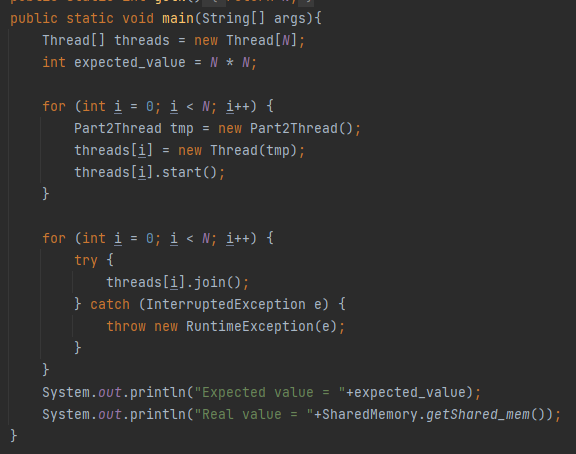 public static void main(String[] args){
    Thread[] threads = new Thread[N];
    int expected_value = N * N;

    for (int i = 0; i < N; i++) {
        Part2Thread tmp = new Part2Thread();
        threads[i] = new Thread(tmp);
        threads[i].start();
    }

    for (int i = 0; i < N; i++) {
        try {
            threads[i].join();
        } catch (InterruptedException e) {
            throw new RuntimeException(e);
        }
    }
    System.out.println("Expected value = "+expected_value);
    System.out.println("Real value = "+SharedMemory.getShared_mem());
}